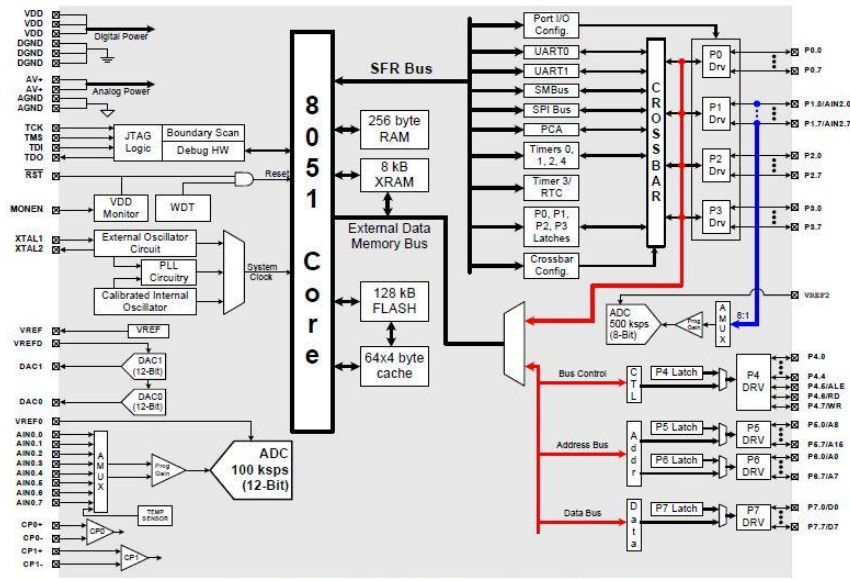 VDD
VDD
VDD
DGND
DGND
DGND
Digital Power
AV+
AV+
AGND
AGND
Analog Power
TCK
TMS
TDI
TDO
JTAG
Logic
Boundary Scan
Debug HW
RST
Reset
MONEN
VDD
Monitor
WDT
XTAL1
XTAL2
External Oscillator
Circuit
PLL
Circuitry
Calibrated Internal
Oscillator
System
Clock
VREF
VREF
VREFD
DAC1
DAC1
(12-Bit)
DAC0
DAC0
(12-Bit)
VREF0
AIN0.0
AIN0.1
AIN0.2
AIN0.3
AIN0.4
AIN0.5
AIN0.6
AIN0.7
AMUX
Prog
Gain
ADC
100 ksps
(12-Bit)
TEMP
SENSOR
CP0+
CP0-
CP0
CP1+
CP1-
CP1
8051 Core
SFR Bus
256 byte
RAM
8 kB
XRAM
External Data
Memory Bus
128 kB
FLASH
64x4 byte
cache
Port I/O
Config.
UART0
UART1
SMBus
SPI Bus
PCA
Timers 0,
1, 2, 4
Timer 3/
RTC
P0, P1,
P2, P3
Latches
Crossbar
Config.
CROSSBAR
P0
Drv
P1
Drv
P2
Drv
P3
Drv
P0.0
P0.7
P1.0/AIN2.0
P1.7/AIN2.7
P2.0
P2.7
P3.0
P3.7
VREF2
ADC
500 ksps
(8-Bit)
Prog
Gain
AMUX
8:1
Bus Control
CTL
P4 Latch
P4
DRV
P4.0
P4.4
P4.5/ALE
P4.6/RD
P4.7/WR
Address Bus
Addr
P5 Latch
P5
DRV
P5.0/A8
P5.7/A15
P6 Latch
P6
DRV
P6.0/A0
P6.7/A7
Data Bus
Data
P7 Latch
P7
DRV
P7.0/D0
P7.7/D7